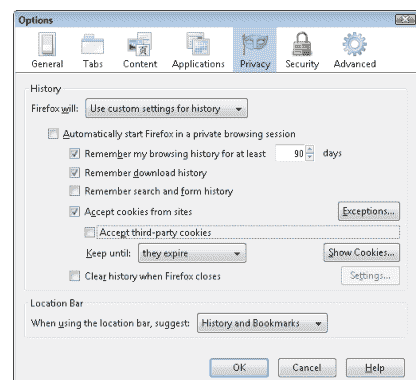 Options
General Tabs Content Applications Privacy Security Advanced
History
Firefox will: Use custom settings for history
Automatically start Firefox in a private browsing session
Remember my browsing history for at least 90 days
Remember download history
Remember search and form history
Accept cookies from sites Exceptions...
Accept third-party cookies
Keep until: they expire Show Cookies...
Clear history when Firefox closes Settings...
Location Bar
When using the location bar, suggest: History and Bookmarks
OK Cancel Help